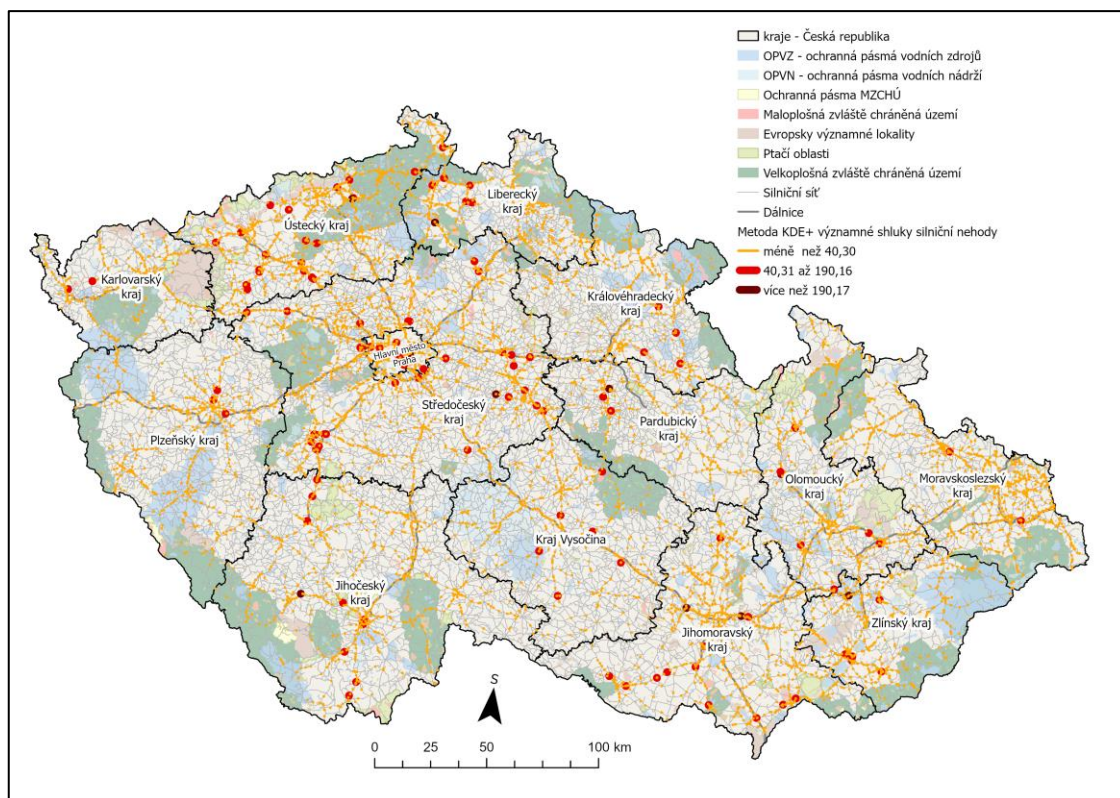 kraje - Česká republika
OPVZ - ochranná pásmá vodních zdrojů
OPVN - ochranná pásma vodních nádrží
Ochranná pásma MZCHÚ
Maloplošná zvláště chráněná území
Evropsky významné lokality
Ptačí oblasti
Velkoplošná zvláště chráněná území
Silniční síť
Dálnice
Metoda KDE+ významné shluky silniční nehody
méně než 40,30
40,31 až 190,16
více než 190,17
Liberecký
kraj
Ústecký kraj
Karlovarský
kraj
Královéhradecký
kraj
Hlavní město
Praha
Středočeský
kraj
Plzeňský kraj
Pardubický
kraj
Olomoucký
kraj
Moravskoslezský
kraj
Kraj Vysočina
Jihočeský
kraj
Zlínský kraj
Jihomoravský
kraj
S
0 25 50 100 km